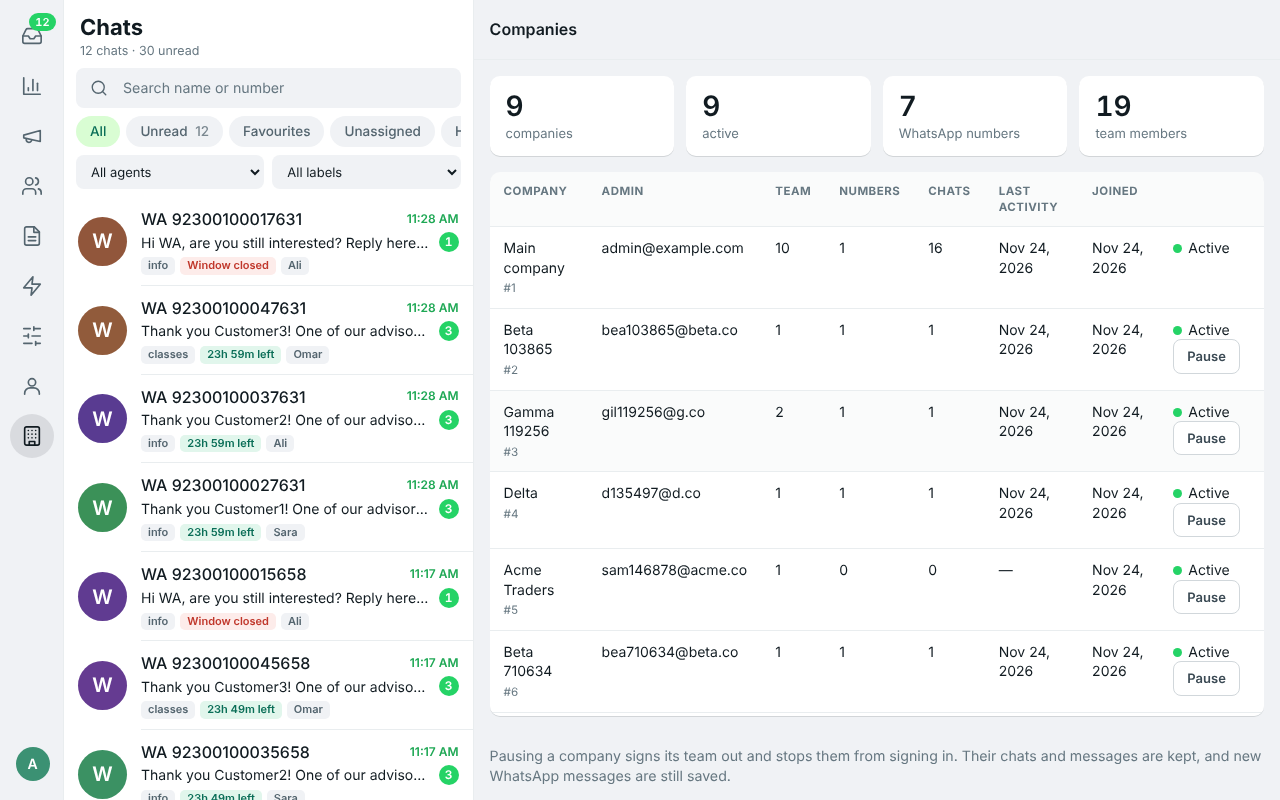 12
Chats
12 chats · 30 unread
Search name or number
All
Unread 12
Favourites
Unassigned
All agents
All labels
WA 92300100017631
11:28 AM
Hi WA, are you still interested? Reply here...
1
info
Window closed
Ali
WA 92300100047631
11:28 AM
Thank you Customer3! One of our adviso...
3
classes
23h 59m left
Omar
WA 92300100037631
11:28 AM
Thank you Customer2! One of our adviso...
3
info
23h 59m left
Ali
WA 92300100027631
11:28 AM
Thank you Customer1! One of our advisor...
3
info
23h 59m left
Sara
WA 92300100015658
11:17 AM
Hi WA, are you still interested? Reply here...
1
info
Window closed
Ali
WA 92300100045658
11:17 AM
Thank you Customer3! One of our adviso...
3
classes
23h 49m left
Omar
WA 92300100035658
11:17 AM
Thank you Customer2! One of our adviso...
3
info
23h 49m left
Sara
W
W
W
W
W
W
W
A
Companies
9
companies
9
active
7
WhatsApp numbers
19
team members
COMPANY ADMIN TEAM NUMBERS CHATS LAST ACTIVITY JOINED
Main company #1 admin@example.com 10 1 16 Nov 24, 2026 Nov 24, 2026 Active
Beta 103865 #2 bea103865@beta.co 1 1 1 Nov 24, 2026 Nov 24, 2026 Active Pause
Gamma 119256 #3 gil119256@g.co 2 1 1 Nov 24, 2026 Nov 24, 2026 Active Pause
Delta #4 d135497@d.co 1 1 1 Nov 24, 2026 Nov 24, 2026 Active Pause
Acme Traders #5 sam146878@acme.co 1 0 0 — Nov 24, 2026 Active Pause
Beta 710634 #6 bea710634@beta.co 1 1 1 Nov 24, 2026 Nov 24, 2026 Active Pause
Pausing a company signs its team out and stops them from signing in. Their chats and messages are kept, and new
WhatsApp messages are still saved.